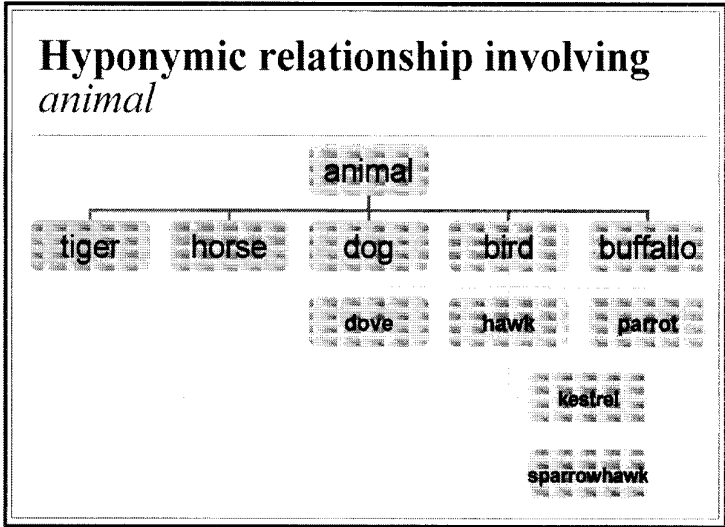 Hyponymic relationship involving
animal
animal
tiger horse dog bird buffallo
dove hawk parrot
kestrel
sparrowhawk